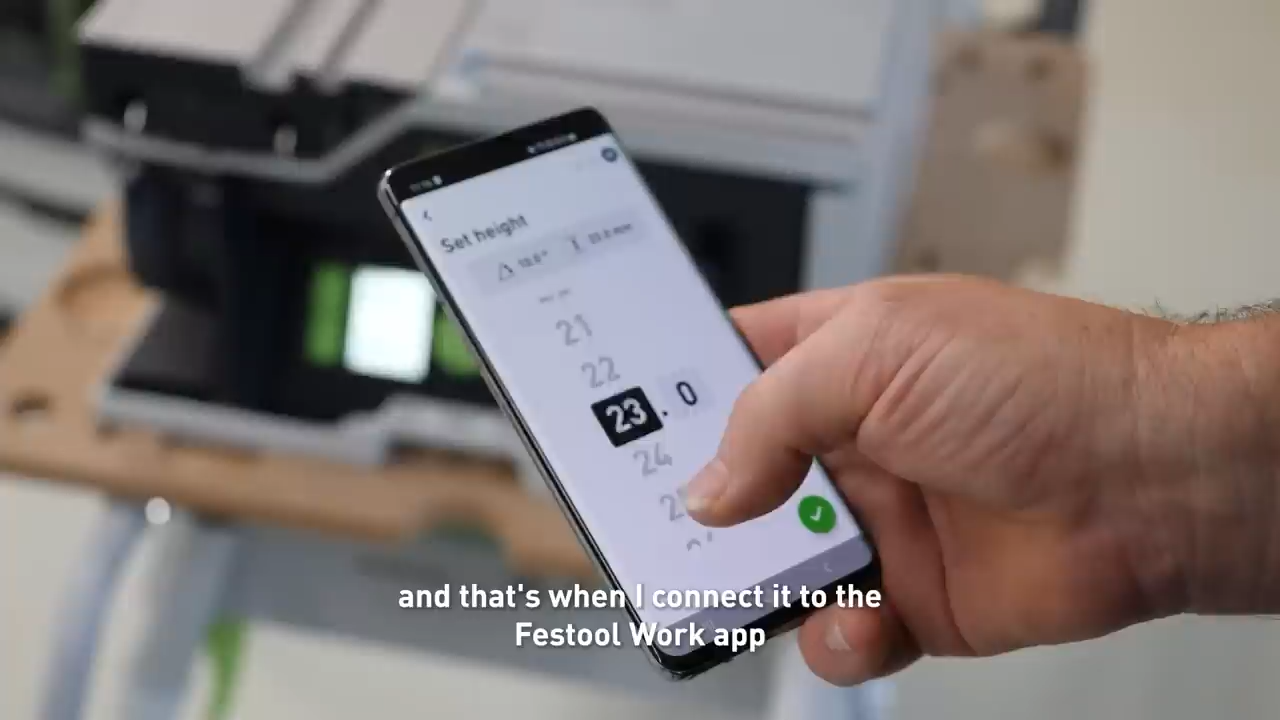 Set height
21
22
23.0
24
and that's when I connect it to the
Festool Work app